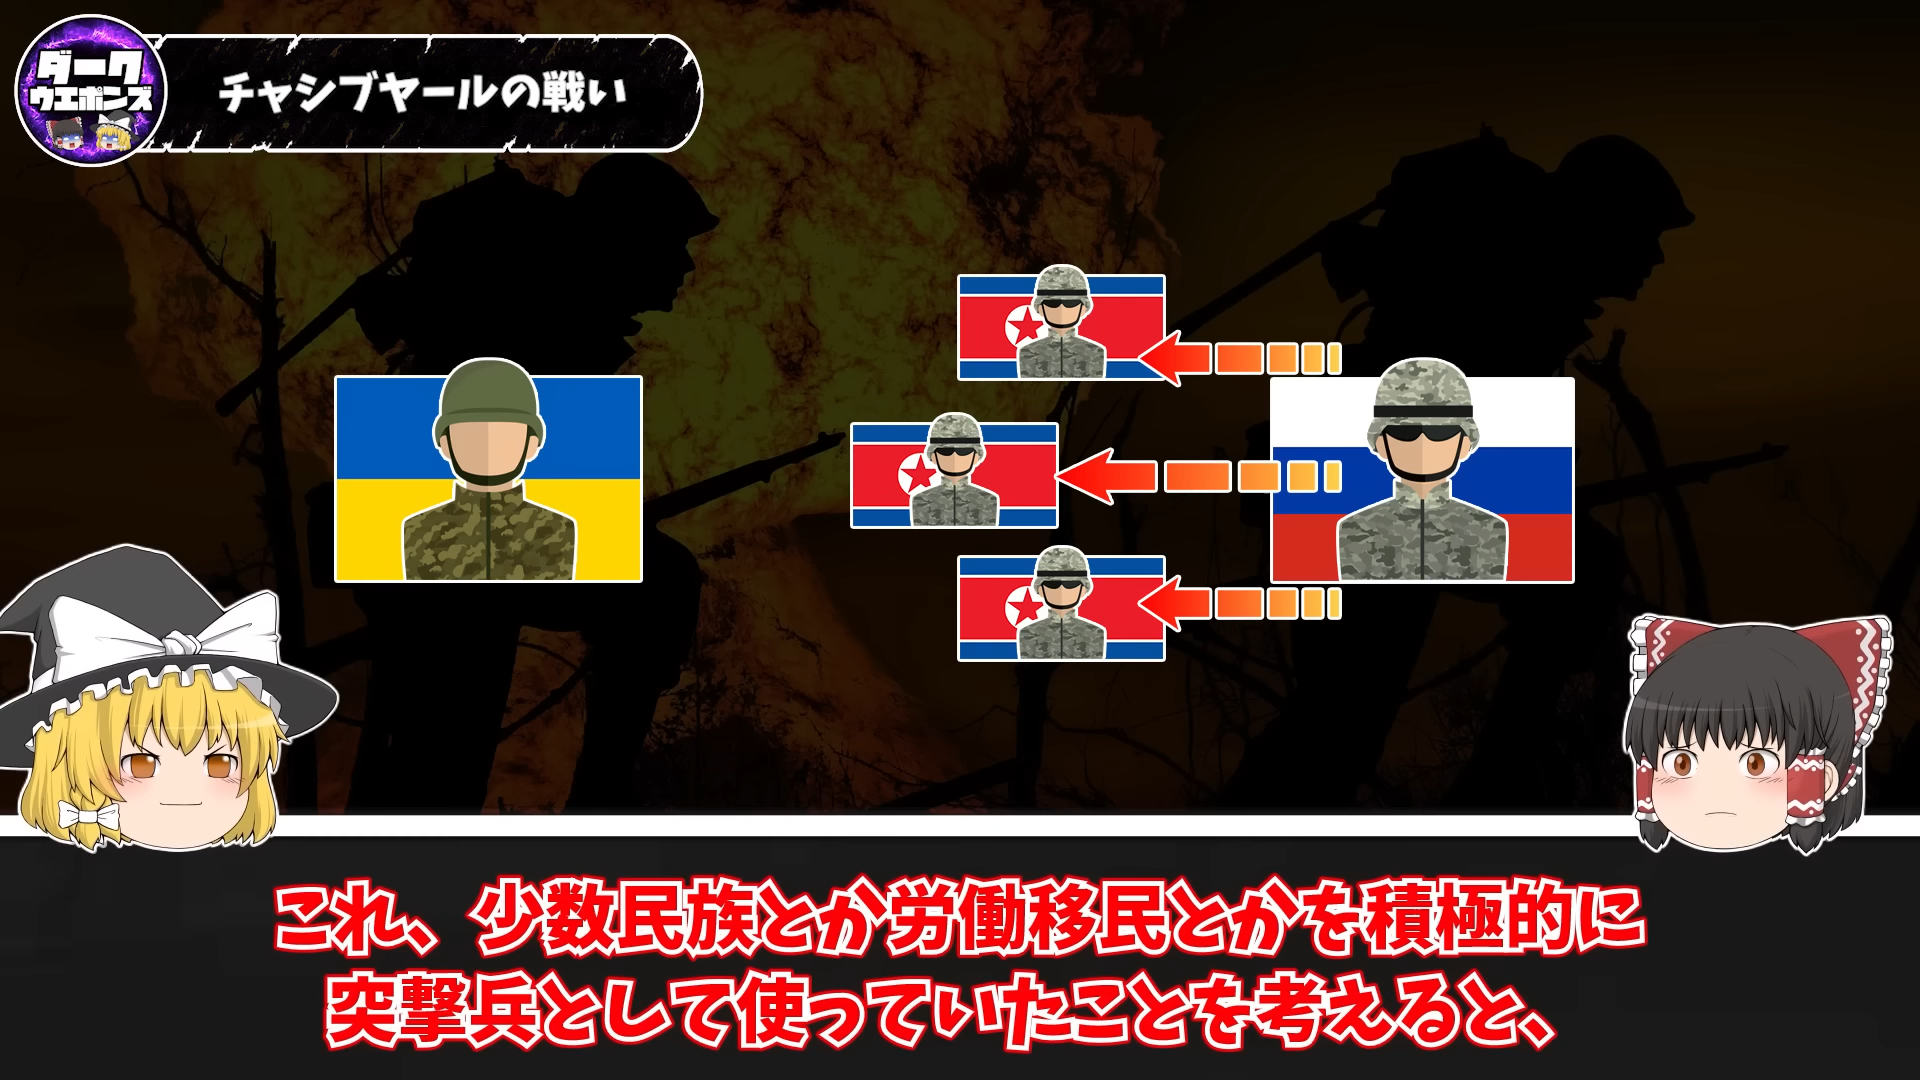 ダーク
ウエポンズ
チャシブヤールの戦い
これ、少数民族とか労働移民とかを積極的に
突撃兵として使っていたことを考えると、